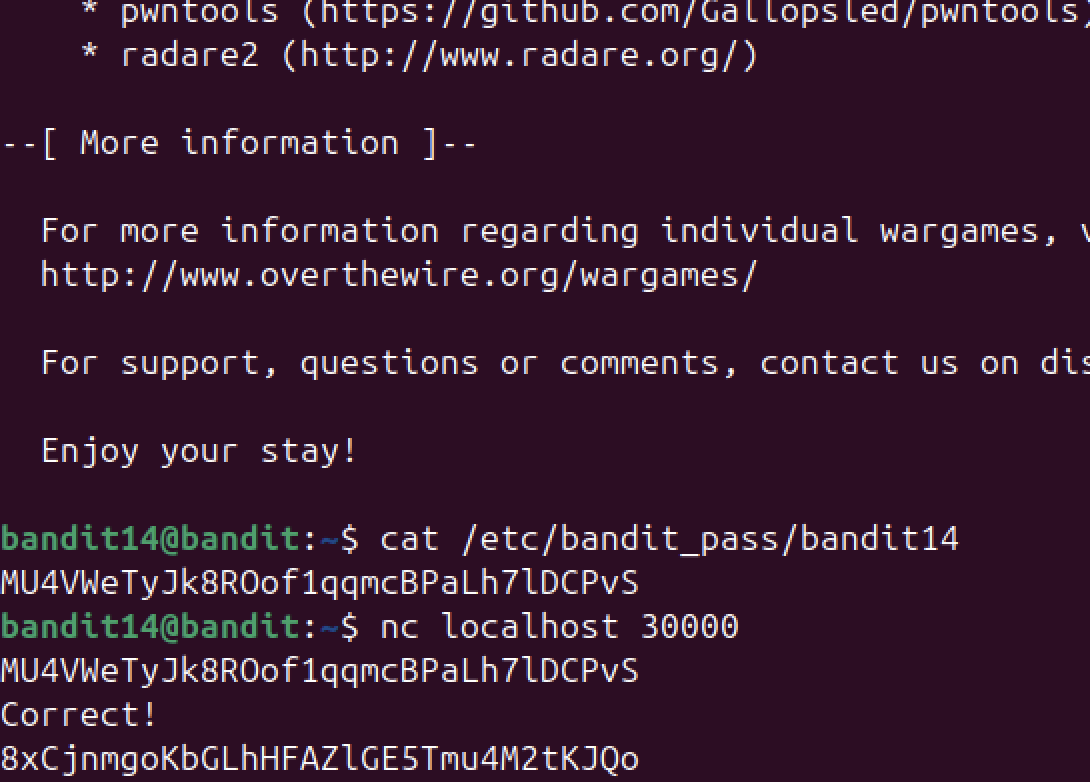 * pwntools (https://github.com/Gallopsled/pwntools)
* radare2 (http://www.radare.org/)
--[ More information ]--
For more information regarding individual wargames,
http://www.overthewire.org/wargames/
For support, questions or comments, contact us on dis
Enjoy your stay!
bandit14@bandit:~$ cat /etc/bandit_pass/bandit14
MU4VWeTyJk8ROof1qqmcBPaLh7lDCPvS
bandit14@bandit:~$ nc localhost 30000
MU4VWeTyJk8ROof1qqmcBPaLh7lDCPvS
Correct!
8xCjnmgoKbGLhHFAZlGE5Tmu4M2tKJQo